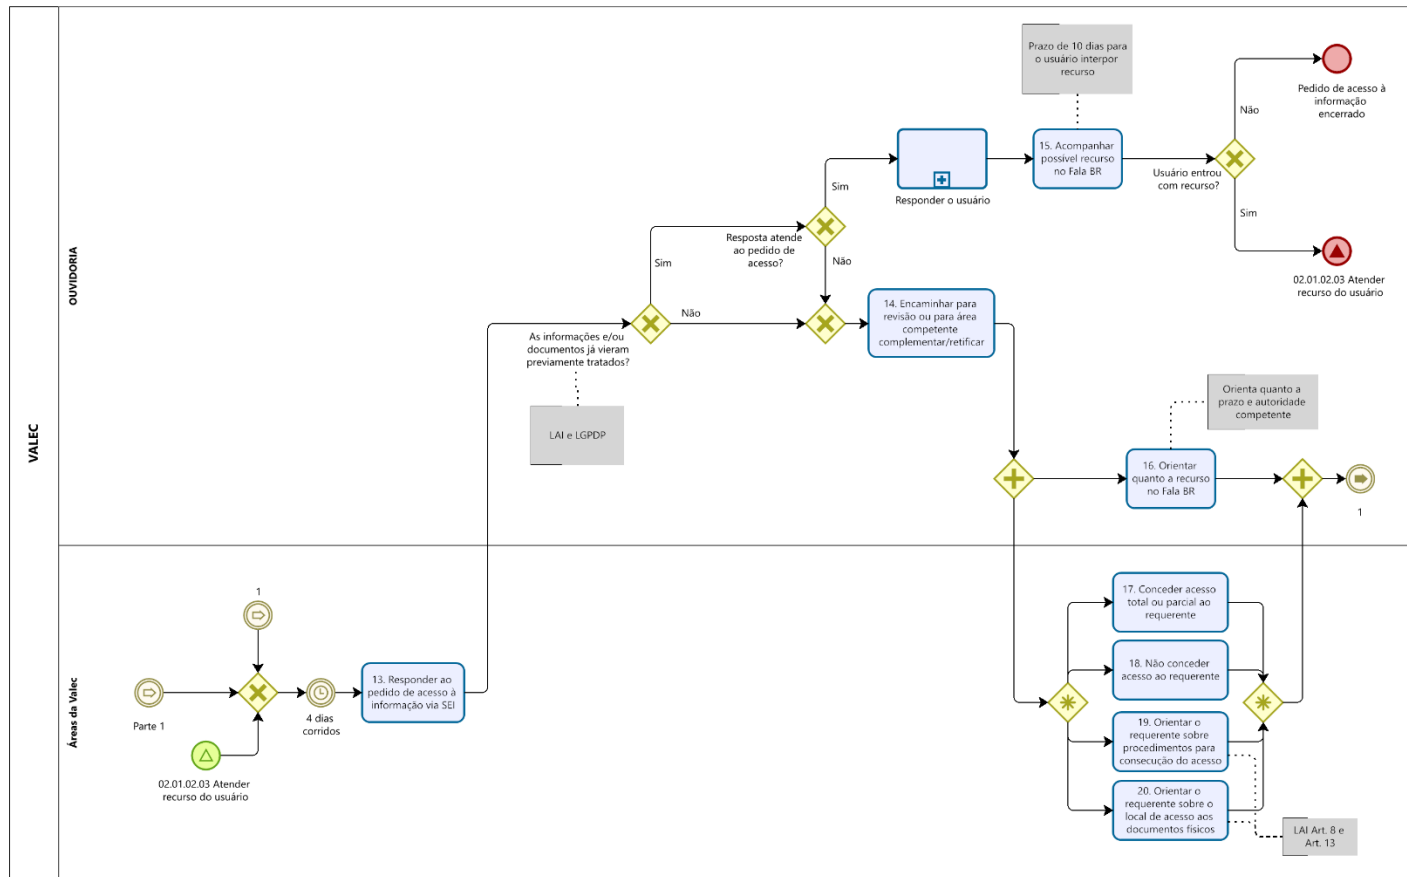 VALEC
OUVIDORIA
Prazo de 10 dias para
o usuário interpor
recurso
Não
Pedido de acesso à
informação
encerrado
15. Acompanhar
possível recurso
no Fala BR
Usuário entrou
com recurso?
Sim
Responder o usuário
Sim
Resposta atende
ao pedido de
acesso?
Sim
Não
02.01.02.03 Atender
recurso do usuário
14. Encaminhar para
revisão ou para área
competente
complementar/retificar
Não
As informações e/ou
documentos já vieram
previamente tratados?
LAI e LGPDP
Orienta quanto a
prazo e autoridade
competente
16. Orientar
quanto a recurso
no Fala BR
1
Áreas da Valec
1
Parte 1
4 dias
corridos
13. Responder ao
pedido de acesso à
informação via SEI
02.01.02.03 Atender
recurso do usuário
17. Conceder acesso
total ou parcial ao
requerente
18. Não conceder
acesso ao requerente
19. Orientar o
requerente sobre
procedimentos para
consecução do acesso
20. Orientar o
requerente sobre o
local de acesso aos
documentos físicos
LAI Art. 8 e
Art. 13